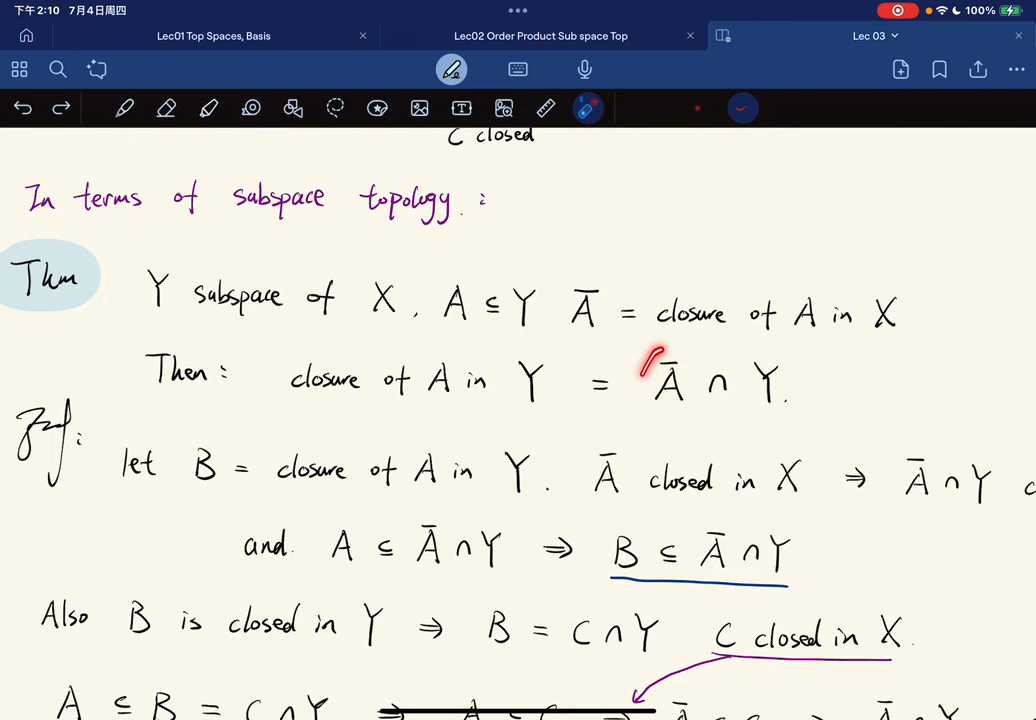 下午2:10 7月4日周四
100%
Lec01 Top Spaces, Basis
Lec02 Order Product Sub space Top
Lec 03
C closed
In terms of subspace topology :
Thm
Y subspace of X , A ⊆ Y Ā = closure of A in X
Then : closure of A in Y = Ā ∩ Y.
Proof :
let B = closure of A in Y . Ā closed in X ⇒ Ā ∩ Y c
and. A ⊆ Ā ∩ Y ⇒ B ⊆ Ā ∩ Y
Also B is closed in Y ⇒ B = C ∩ Y C closed in X .
A ⊆ B = C ∩ Y ⇒